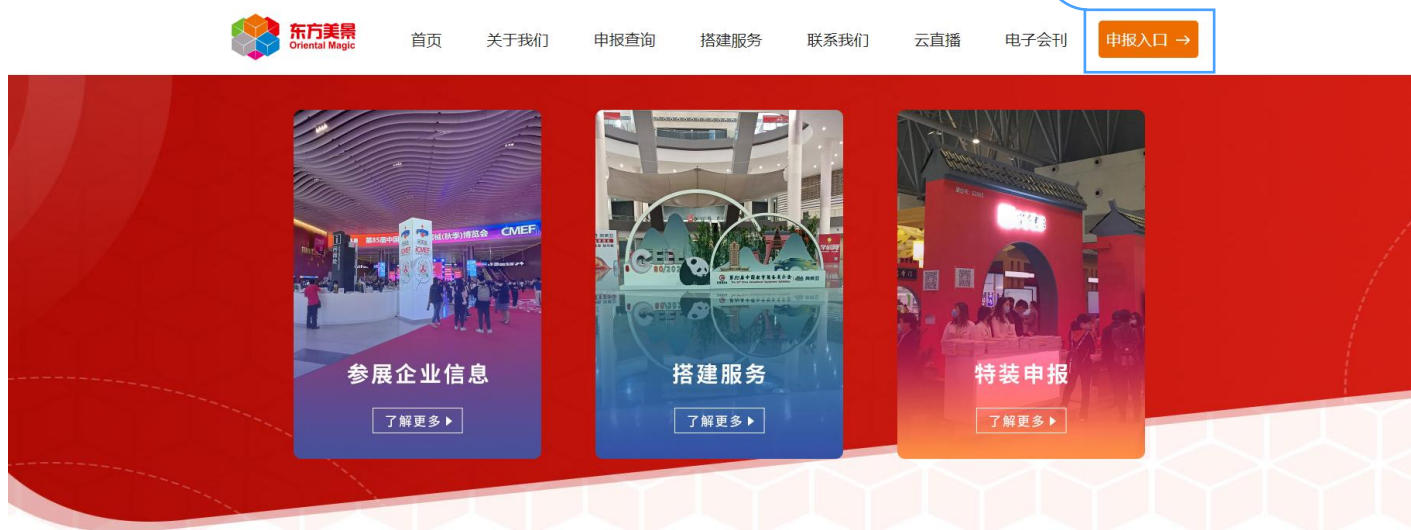 东方美景
Oriental Magic
首页
关于我们
申报查询
搭建服务
联系我们
云直播
电子会刊
申报入口 →
CMEF
参展企业信息
了解更多
搭建服务
了解更多
特装申报
了解更多